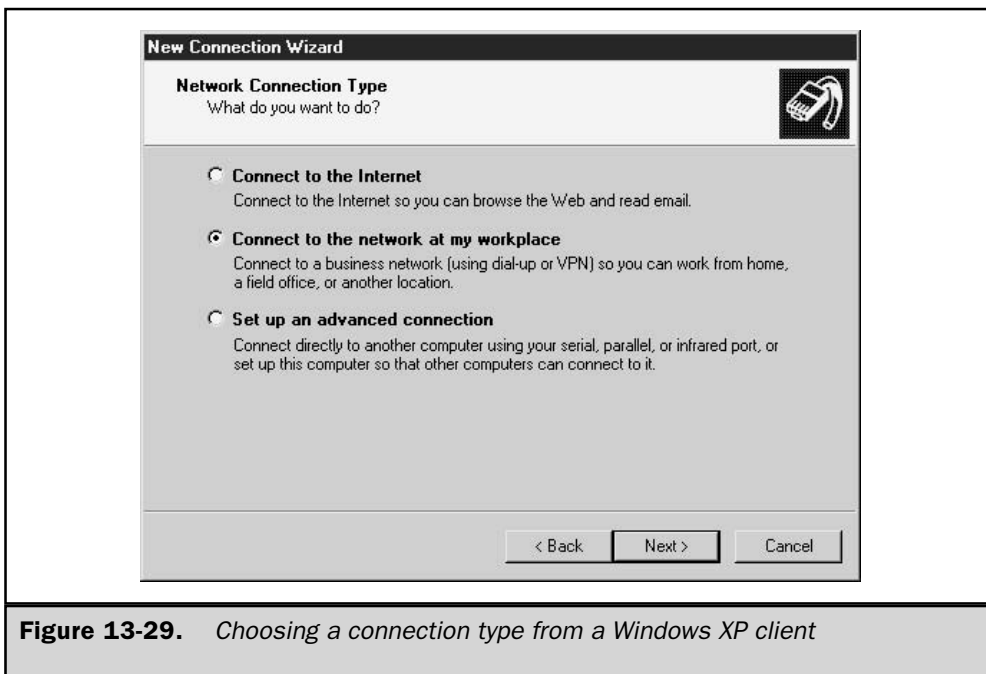 New Connection Wizard
Network Connection Type
What do you want to do?
Connect to the Internet
Connect to the Internet so you can browse the Web and read email.
Connect to the network at my workplace
Connect to a business network (using dial-up or VPN) so you can work from home,
a field office, or another location.
Set up an advanced connection
Connect directly to another computer using your serial, parallel, or infrared port, or
set up this computer so that other computers can connect to it.
< Back Next > Cancel
Figure 13-29. Choosing a connection type from a Windows XP client